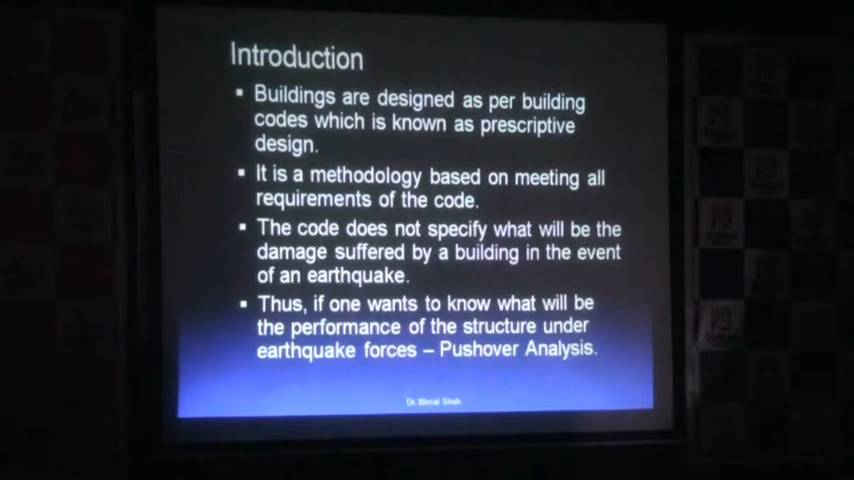 Introduction
▪ Buildings are designed as per building
codes which is known as prescriptive
design.
▪ It is a methodology based on meeting all
requirements of the code.
▪ The code does not specify what will be the
damage suffered by a building in the event
of an earthquake.
▪ Thus, if one wants to know what will be
the performance of the structure under
earthquake forces – Pushover Analysis.
Dr. Bimal Shah